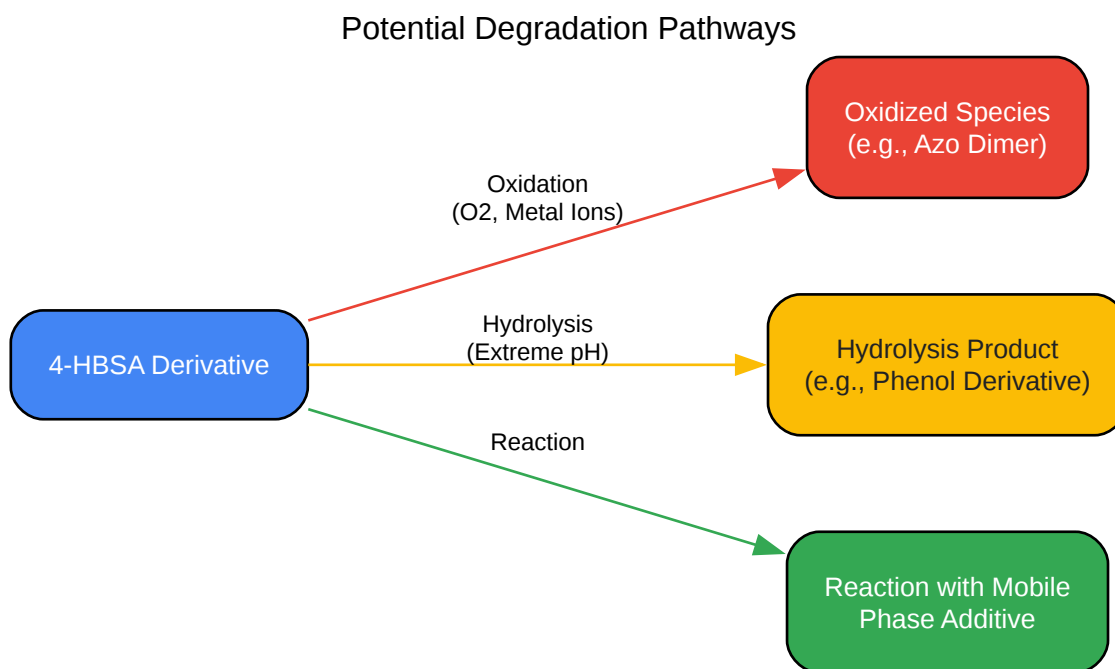 Potential Degradation Pathways
Oxidized Species
(e.g., Azo Dimer)
Oxidation
(O2, Metal Ions)
4-HBSA Derivative
Hydrolysis
(Extreme pH)
Hydrolysis Product
(e.g., Phenol Derivative)
Reaction
Reaction with Mobile
Phase Additive